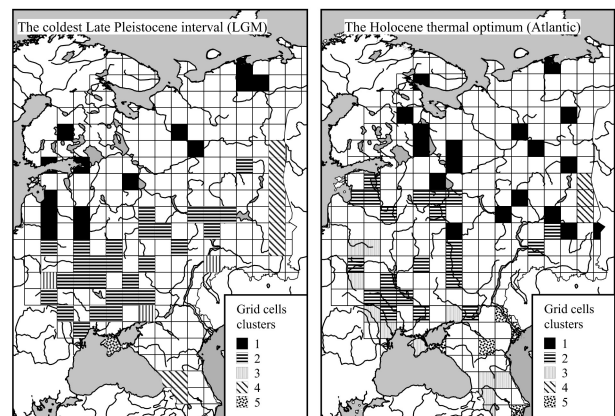 The coldest Late Pleistocene interval (LGM)
Grid cells
clusters
1
2
3
4
5
The Holocene thermal optimum (Atlantic)
Grid cells
clusters
1
2
3
4
5